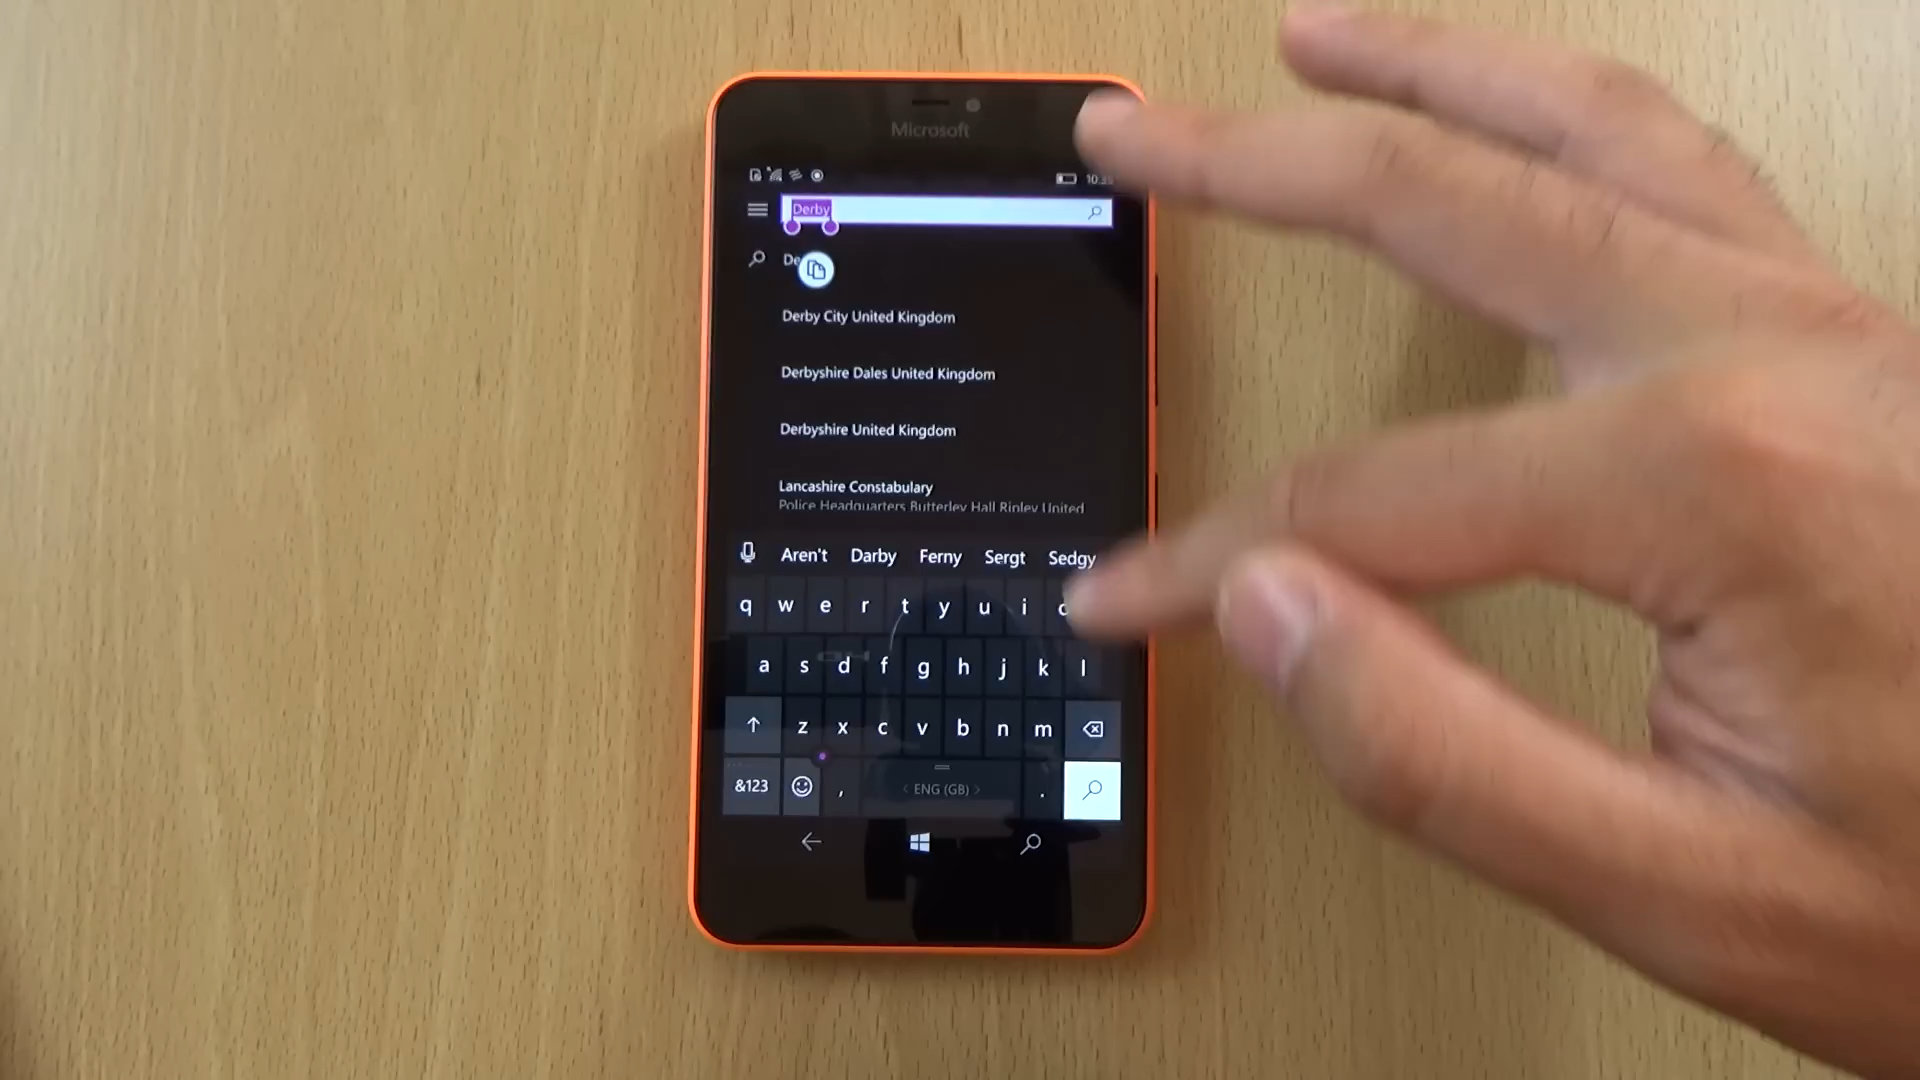 Microsoft
Derby
De
Derby City United Kingdom
Derbyshire Dales United Kingdom
Derbyshire United Kingdom
Lancashire Constabulary
Police Headquarters Butterley Hall Ripley United
Aren't Darby Ferny Sergt Sedgy
q w e r t y u i
a s d f g h j k l
z x c v b n m
&123 , < ENG (GB) > .